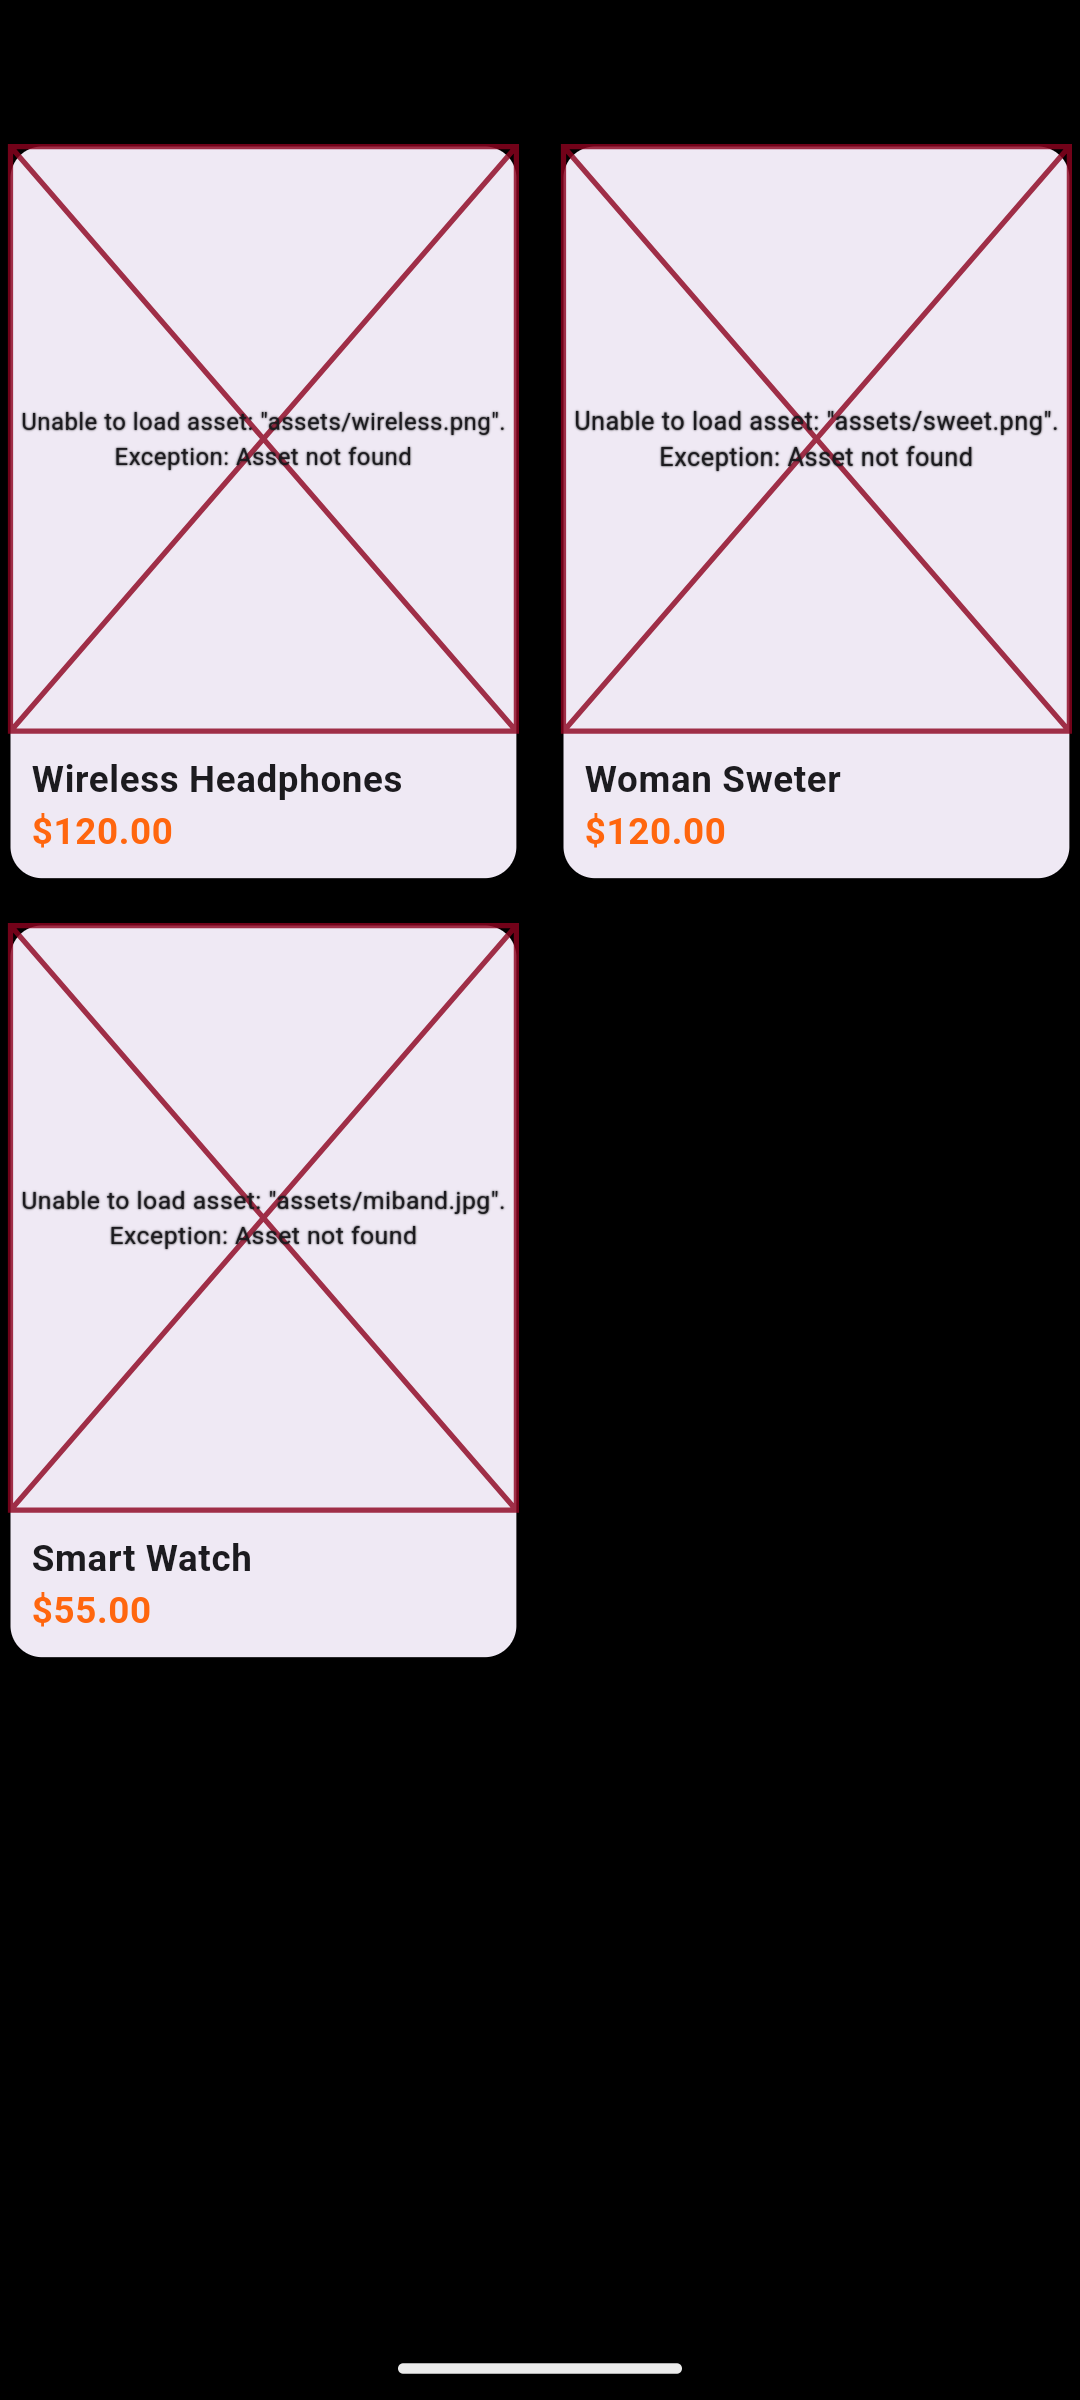 Unable to load asset: "assets/wireless.png".
Exception: Asset not found
Wireless Headphones
$120.00
Unable to load asset: "assets/sweet.png".
Exception: Asset not found
Woman Sweter
$120.00
Unable to load asset: "assets/miband.jpg".
Exception: Asset not found
Smart Watch
$55.00